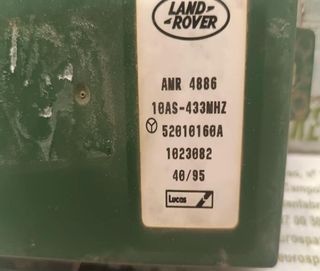 LAND-
ROVER
AMR 4886
10AS-433MHZ
52010160A
1023082
40/95
Lucas